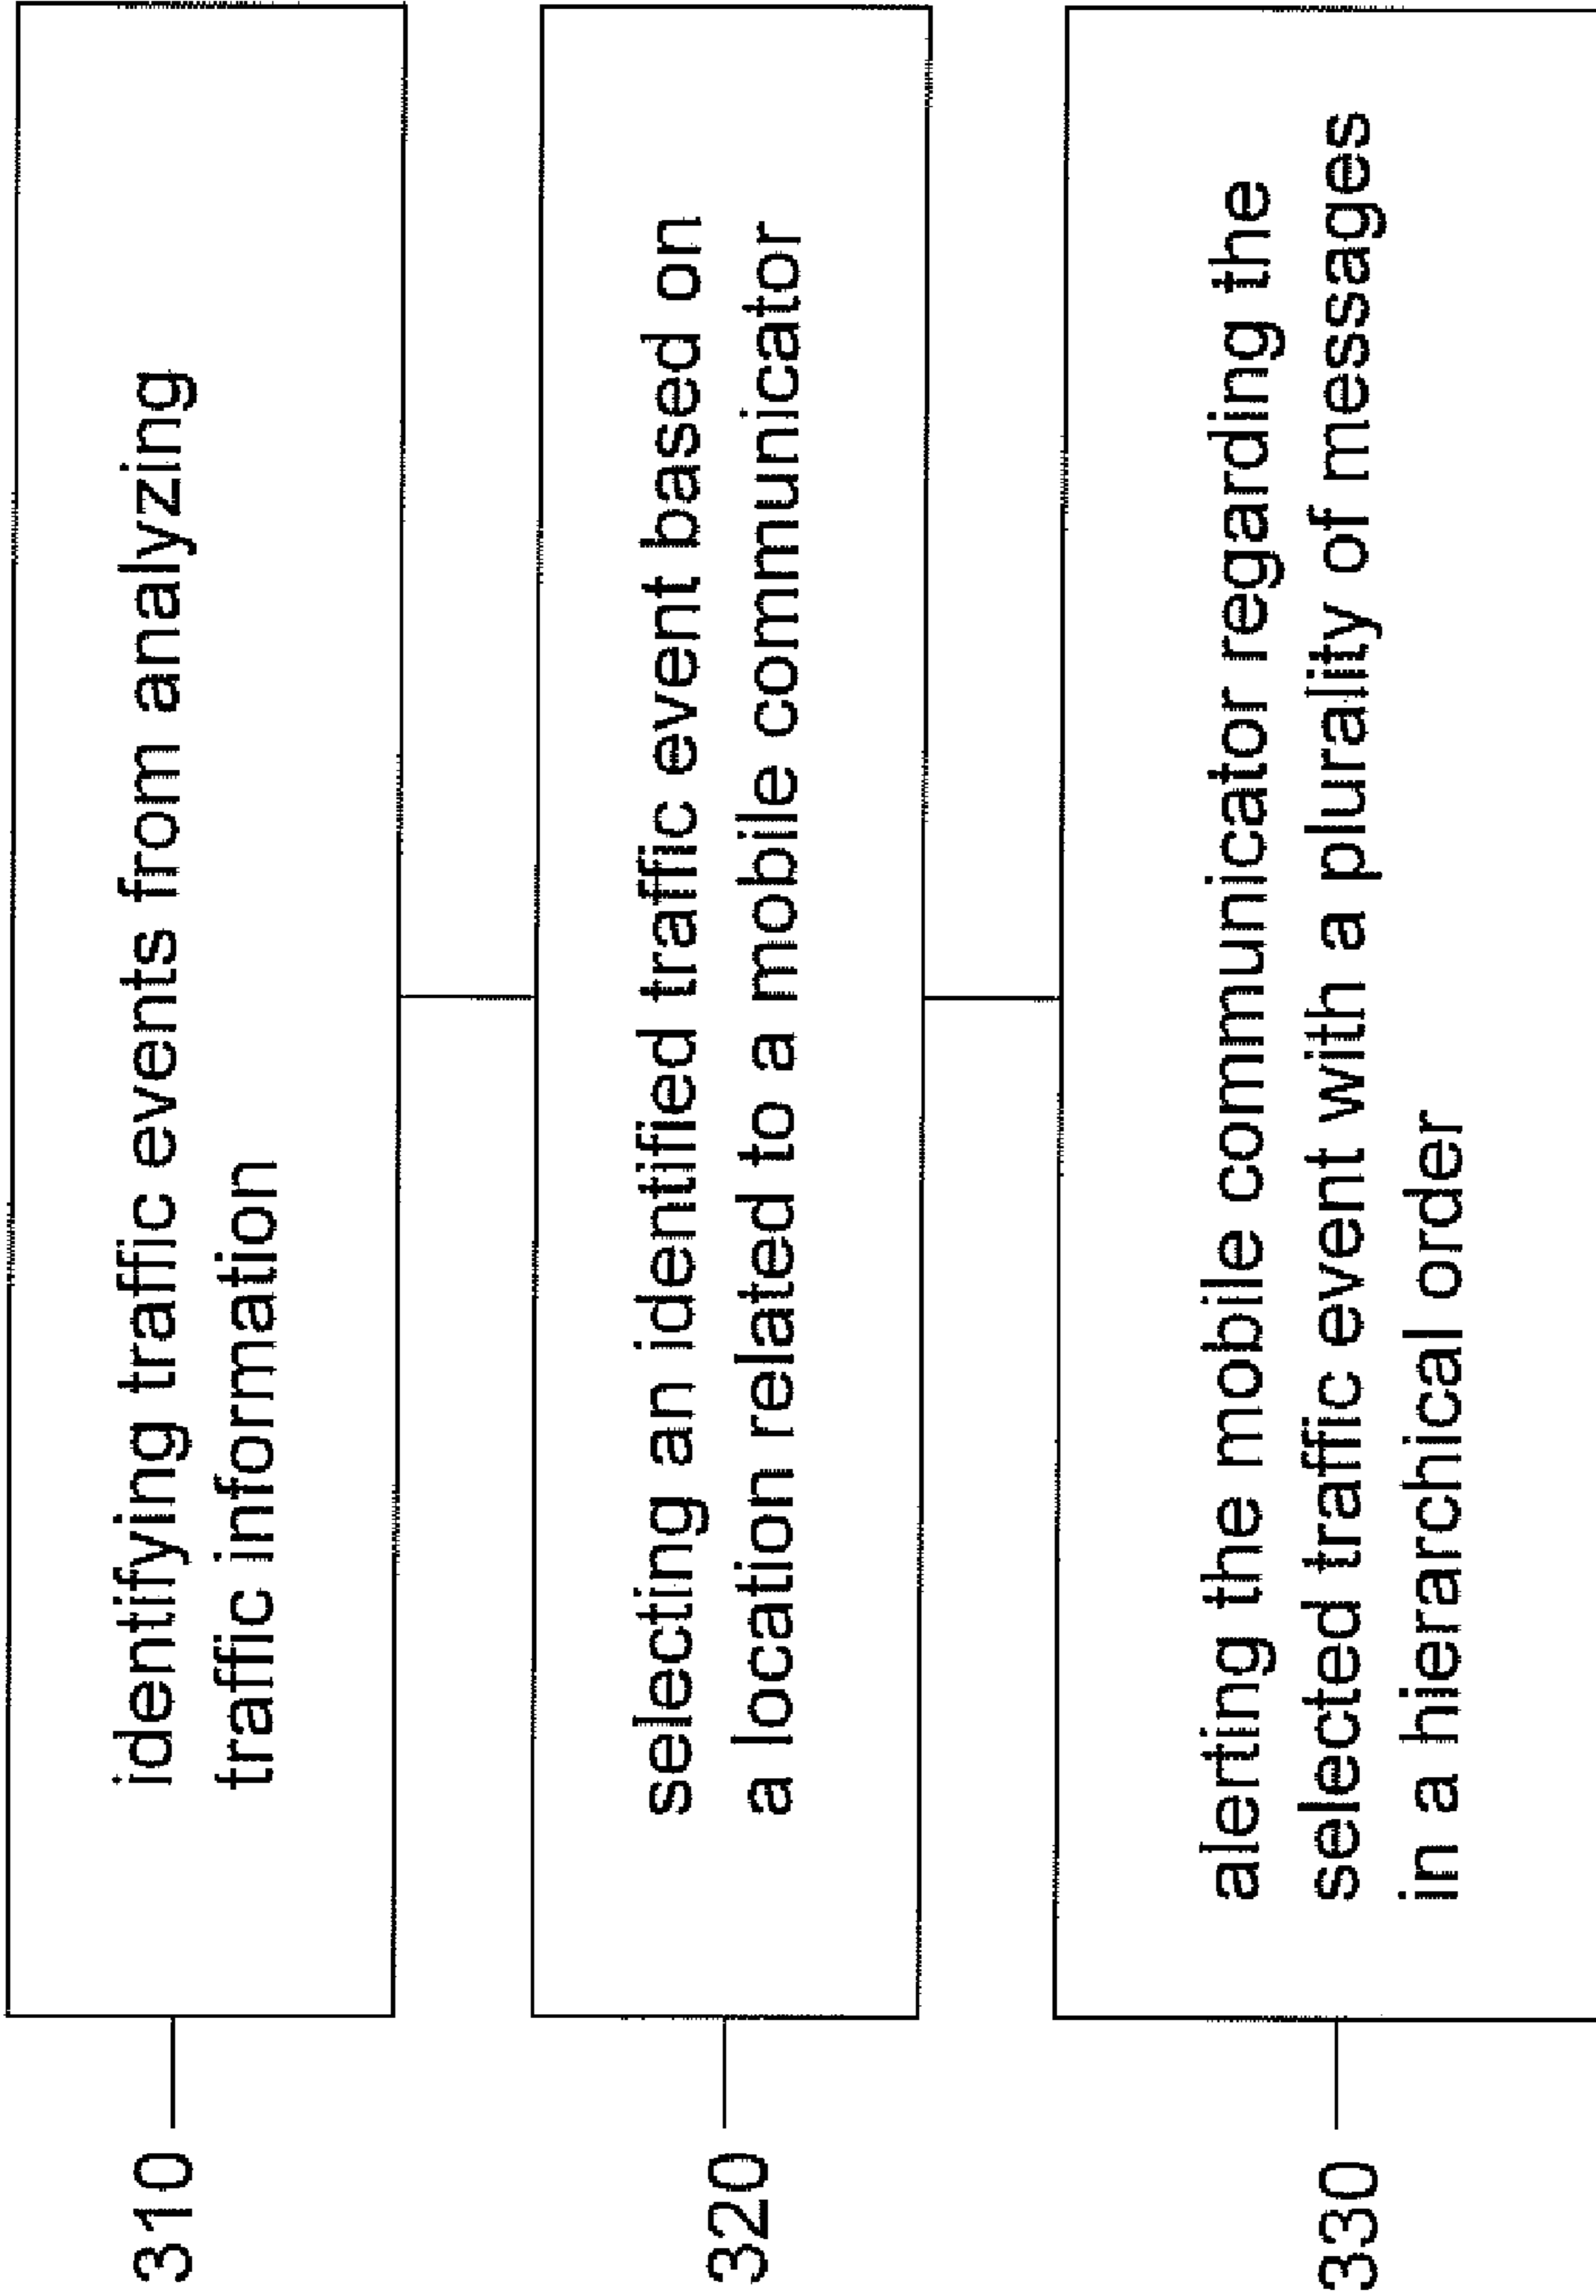 310
identifying traffic events from analyzing
traffic information
320
selecting an identified traffic event based on
a location related to a mobile communicator
330
alerting the mobile communicator regarding the
selected traffic event with a plurality of messages
in a hierarchical order